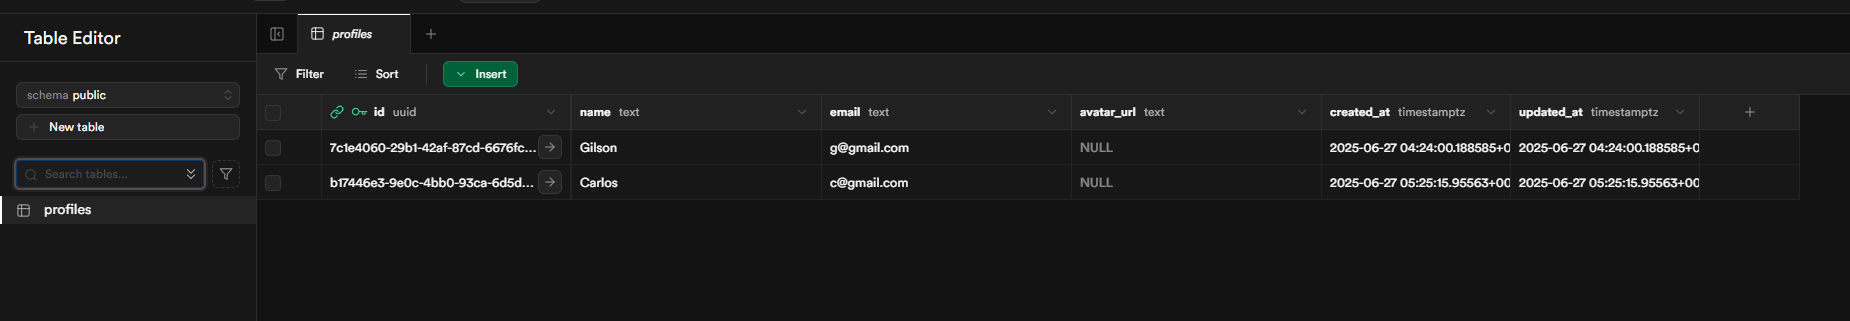 Table Editor
profiles
schema public
New table
Search tables...
profiles
Filter Sort Insert
id uuid name text email text avatar_url text created_at timestamptz updated_at timestamptz
7c1e4060-29b1-42af-87cd-6676fc... Gilson g@gmail.com NULL 2025-06-27 04:24:00.188585+0 2025-06-27 04:24:00.188585+0
b17446e3-9e0c-4bb0-93ca-6d5d... Carlos c@gmail.com NULL 2025-06-27 05:25:15.95563+00 2025-06-27 05:25:15.95563+00